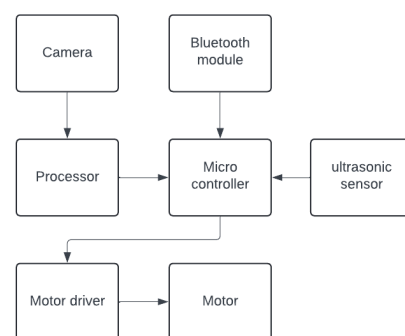 Camera
Bluetooth
module
Processor
Micro
controller
ultrasonic
sensor
Motor driver
Motor